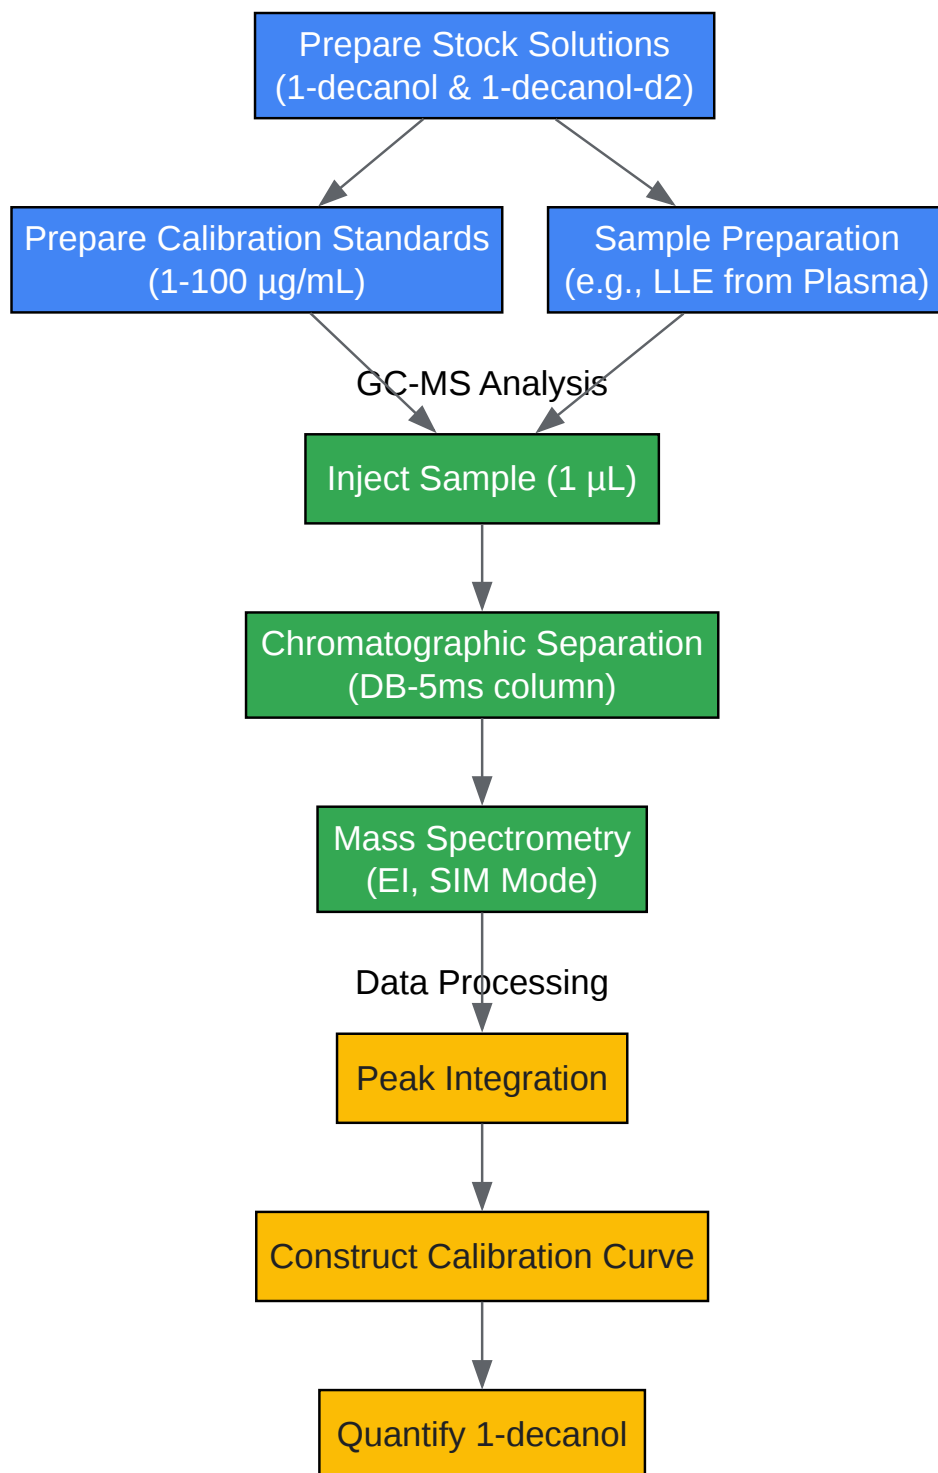 Prepare Stock Solutions
(1-decanol & 1-decanol-d2)
Prepare Calibration Standards
(1-100 µg/mL)
Sample Preparation
(e.g., LLE from Plasma)
GC-MS Analysis
Inject Sample (1 µL)
Chromatographic Separation
(DB-5ms column)
Mass Spectrometry
(EI, SIM Mode)
Data Processing
Peak Integration
Construct Calibration Curve
Quantify 1-decanol